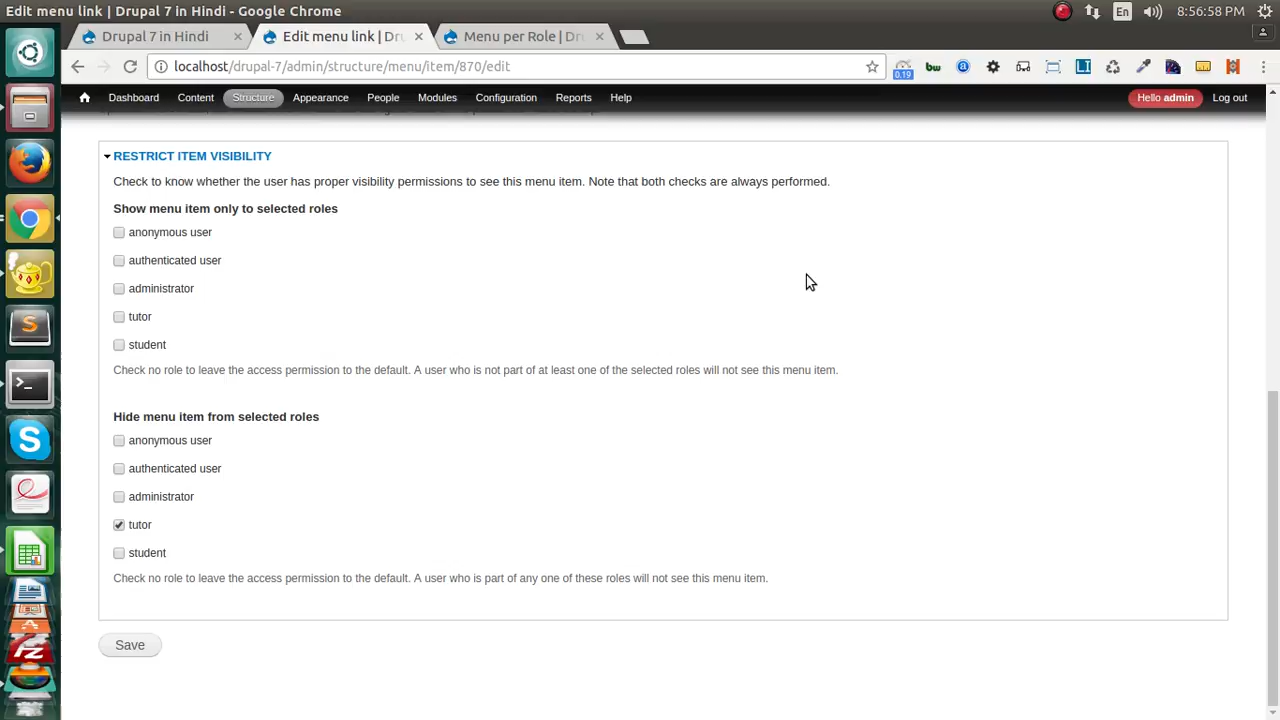 Edit menu link | Drupal 7 in Hindi - Google Chrome
En
8:56:58 PM
Drupal 7 in Hindi
Edit menu link | Dru
Menu per Role | Dru
localhost/drupal-7/admin/structure/menu/item/870/edit
0.19
Dashboard
Content
Structure
Appearance
People
Modules
Configuration
Reports
Help
Hello admin
Log out
RESTRICT ITEM VISIBILITY
Check to know whether the user has proper visibility permissions to see this menu item. Note that both checks are always performed.
Show menu item only to selected roles
anonymous user
authenticated user
administrator
tutor
student
Check no role to leave the access permission to the default. A user who is not part of at least one of the selected roles will not see this menu item.
Hide menu item from selected roles
anonymous user
authenticated user
administrator
tutor
student
Check no role to leave the access permission to the default. A user who is part of any one of these roles will not see this menu item.
Save